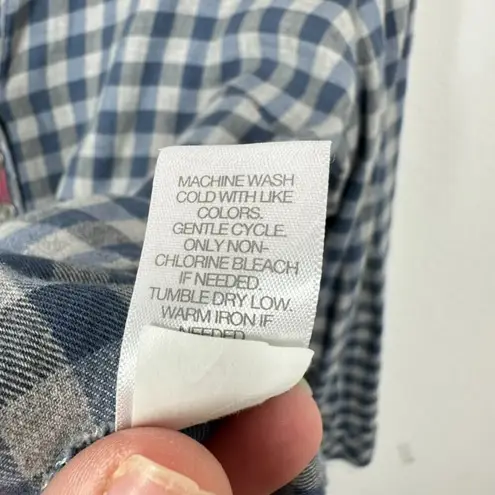 MACHINE WASH
COLD WITH LIKE
COLORS.
GENTLE CYCLE.
ONLY NON-
CHLORINE BLEACH
IF NEEDED.
TUMBLE DRY LOW.
WARM IRON IF
NEEDED